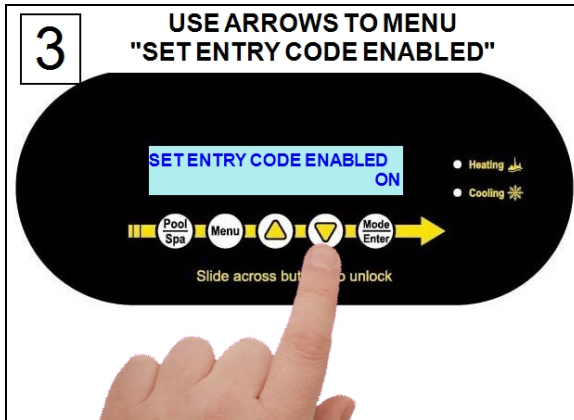 3
USE ARROWS TO MENU
"SET ENTRY CODE ENABLED"
SET ENTRY CODE ENABLED
ON
Heating
Cooling
Pool
Spa
Menu
Mode
Enter
Slide across but o unlock